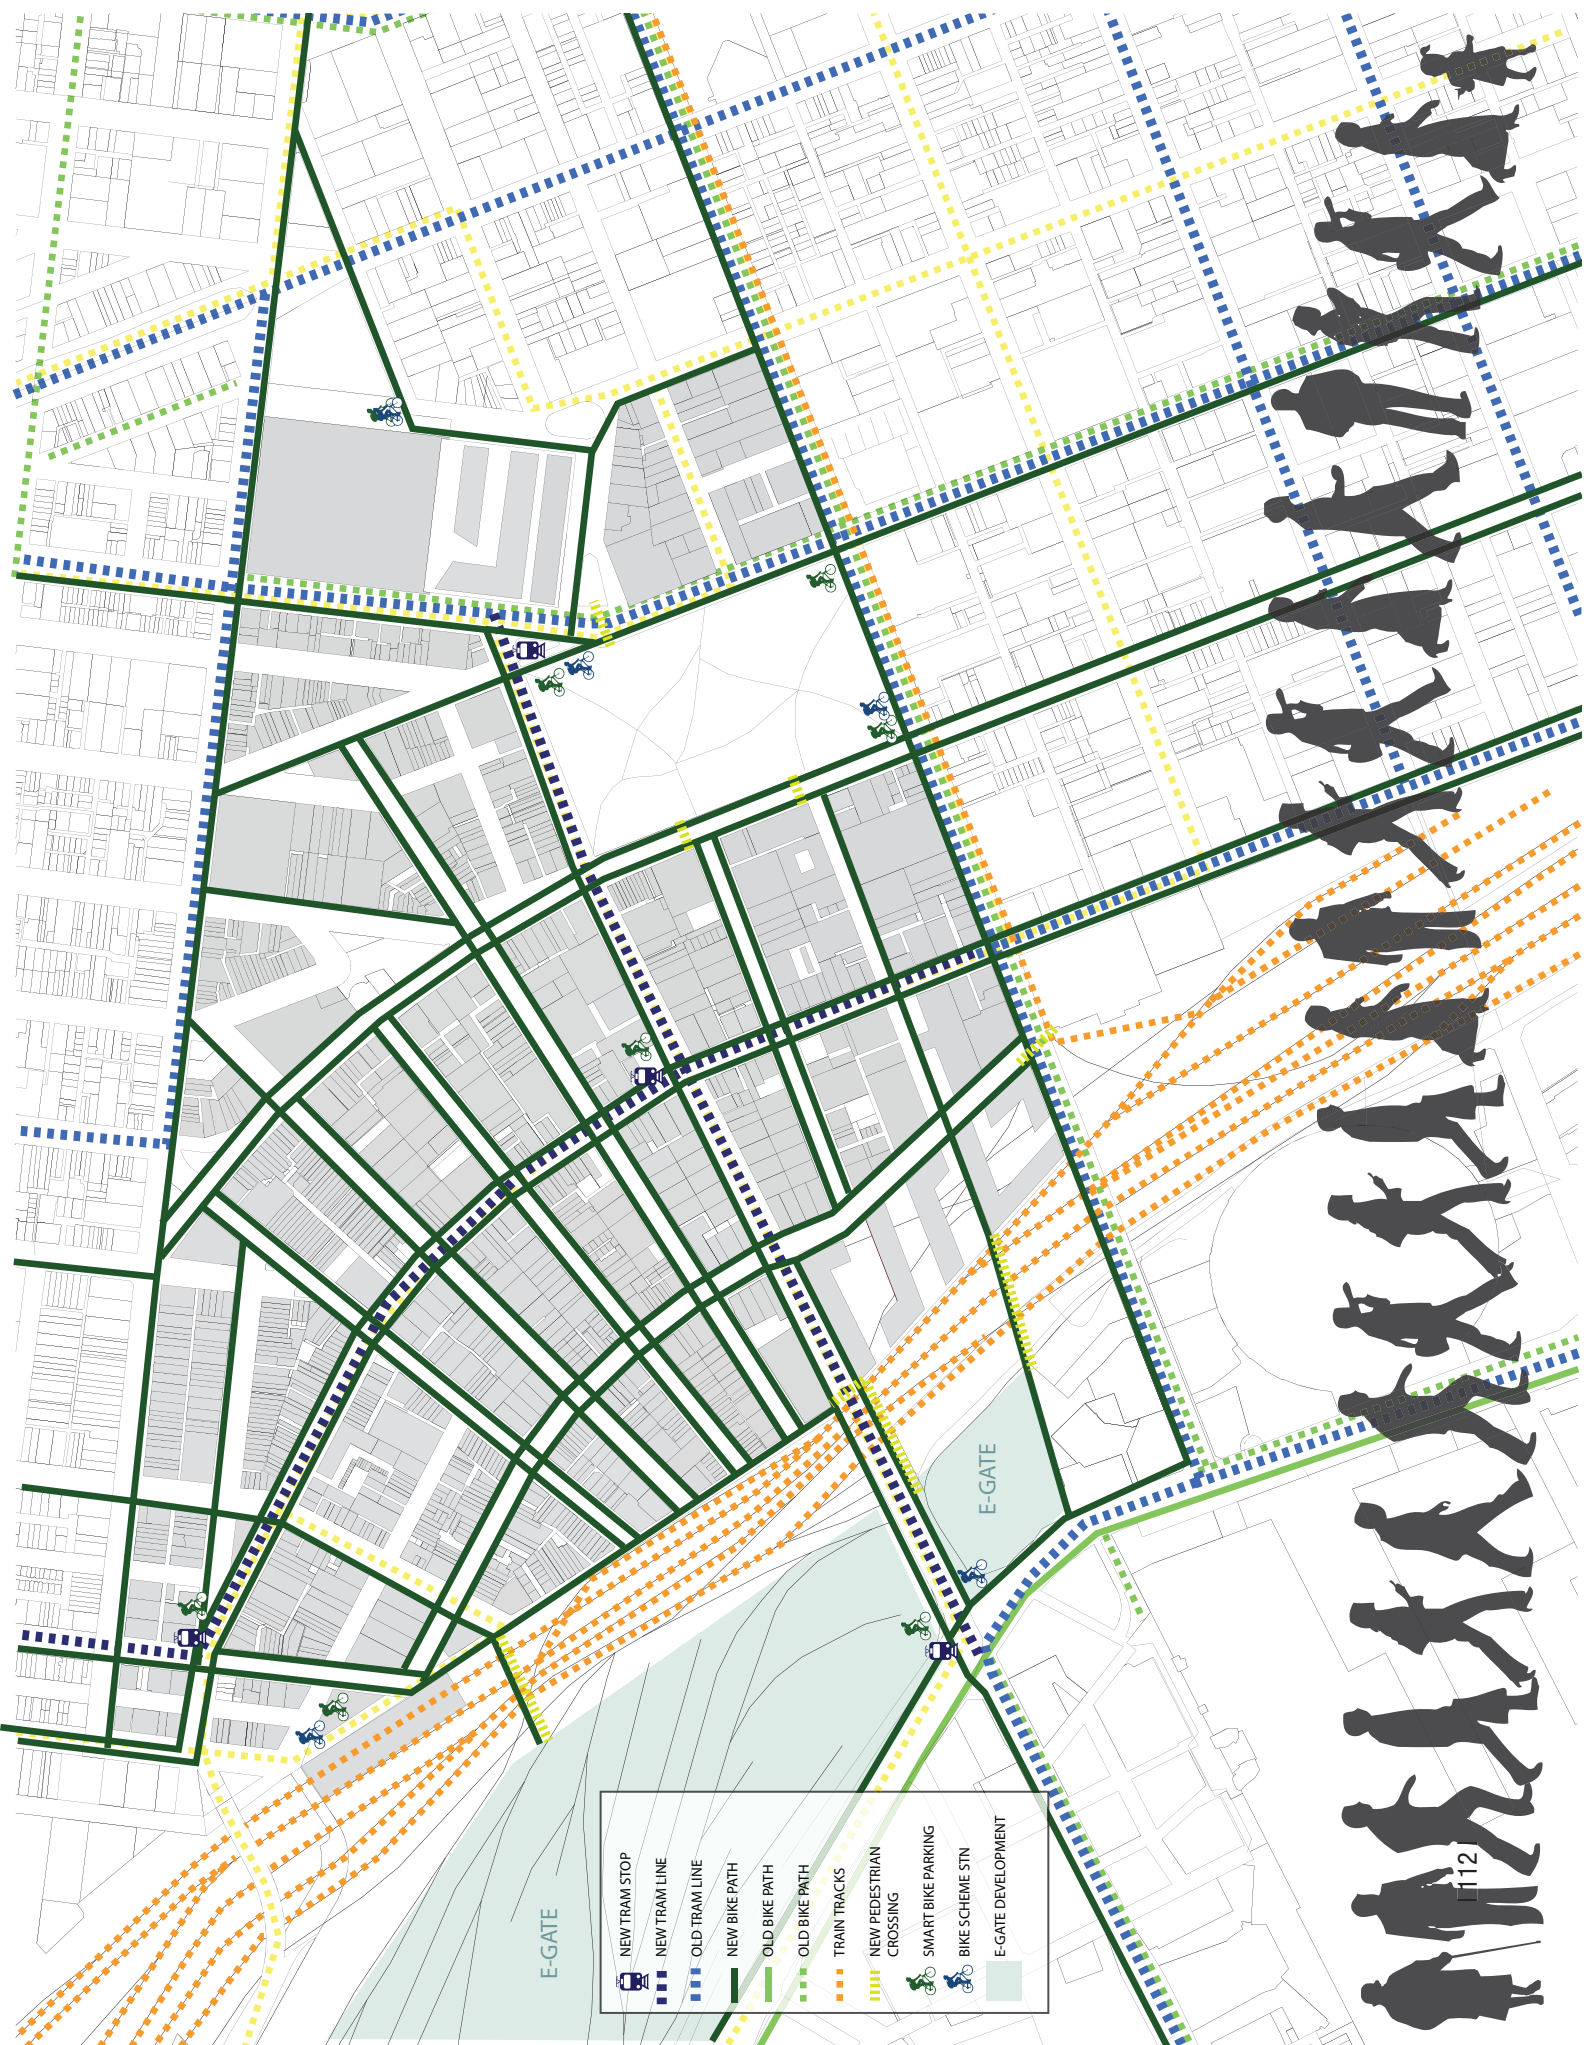 E-GATE
E-GATE
NEW TRAM STOP
NEW TRAM LINE
OLD TRAM LINE
NEW BIKE PATH
OLD BIKE PATH
OLD BIKE PATH
TRAIN TRACKS
NEW PEDESTRIAN
CROSSING
SMART BIKE PARKING
BIKE SCHEME STN
E-GATE DEVELOPMENT
| 112 |